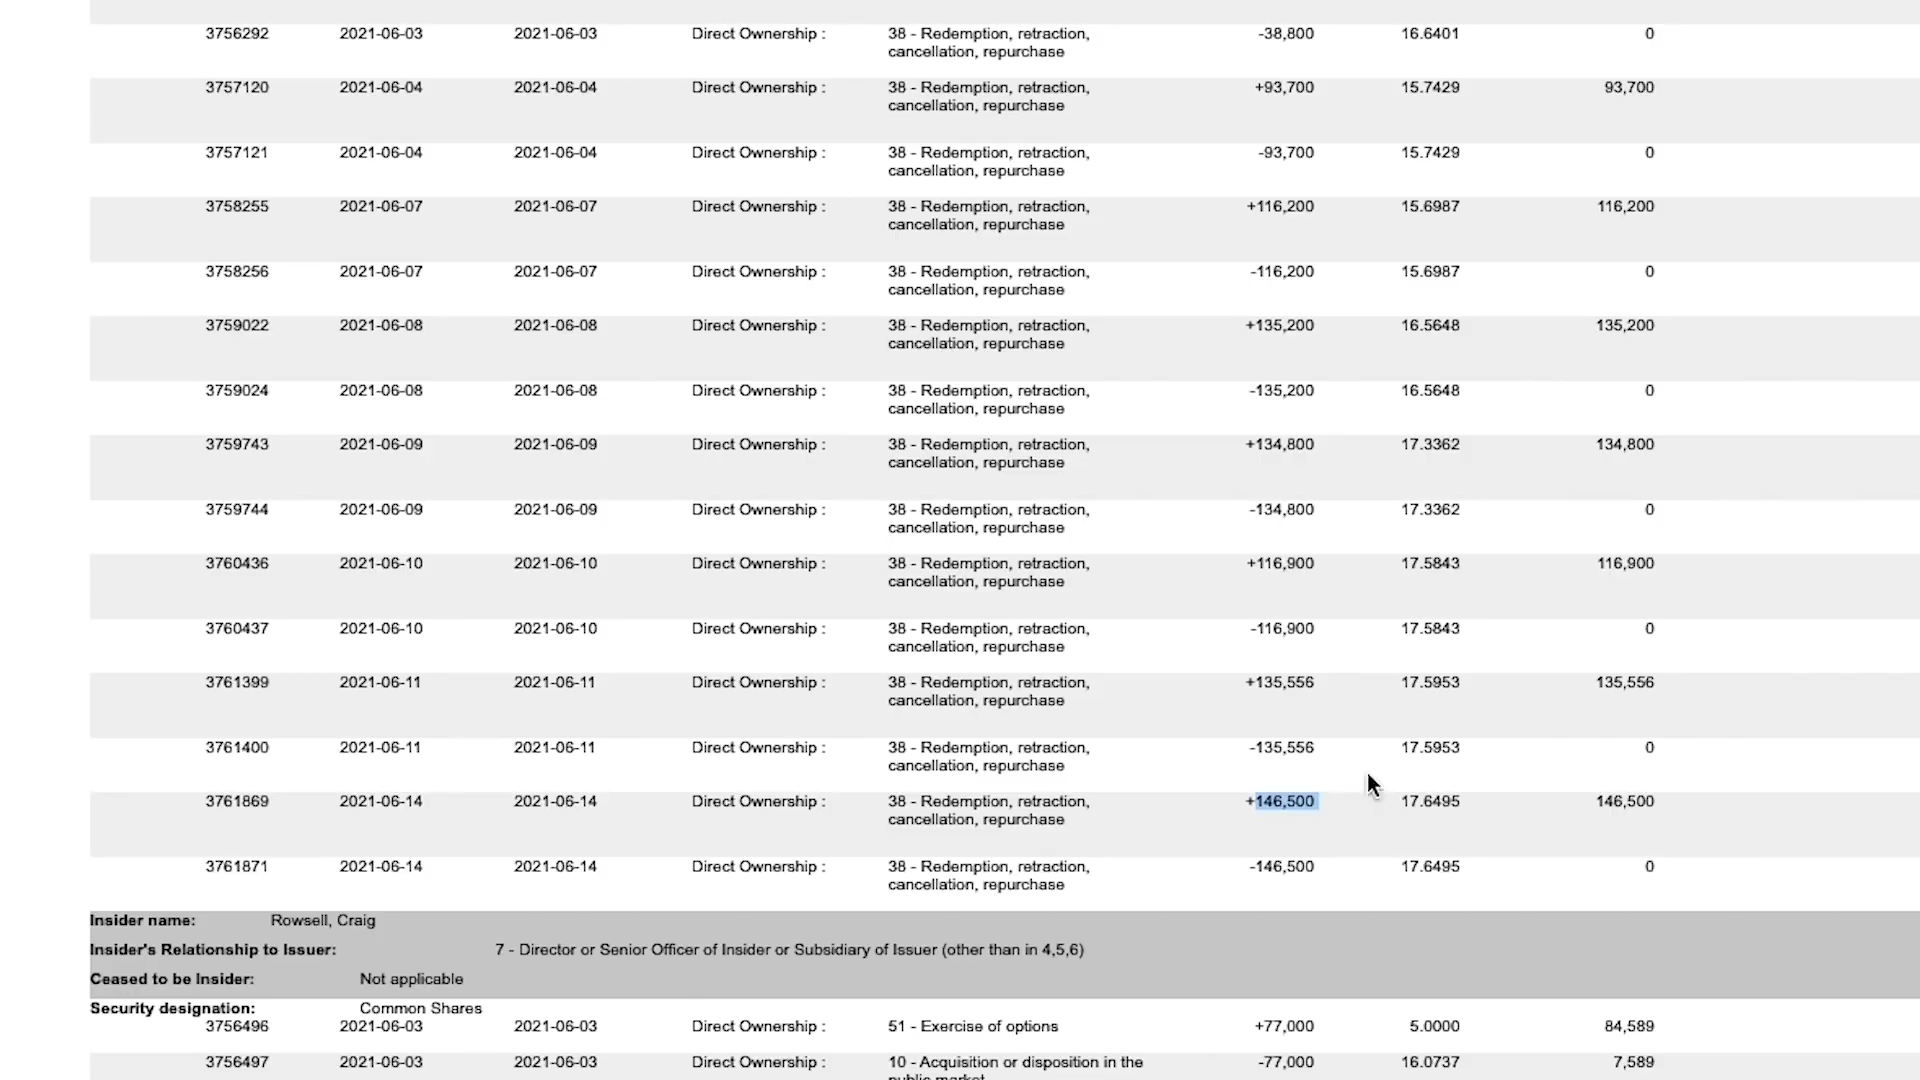 3756292 2021-06-03 2021-06-03 Direct Ownership : 38 - Redemption, retraction, -38,800 16.6401 0
cancellation, repurchase
3757120 2021-06-04 2021-06-04 Direct Ownership : 38 - Redemption, retraction, +93,700 15.7429 93,700
cancellation, repurchase
3757121 2021-06-04 2021-06-04 Direct Ownership : 38 - Redemption, retraction, -93,700 15.7429 0
cancellation, repurchase
3758255 2021-06-07 2021-06-07 Direct Ownership : 38 - Redemption, retraction, +116,200 15.6987 116,200
cancellation, repurchase
3758256 2021-06-07 2021-06-07 Direct Ownership : 38 - Redemption, retraction, -116,200 15.6987 0
cancellation, repurchase
3759022 2021-06-08 2021-06-08 Direct Ownership : 38 - Redemption, retraction, +135,200 16.5648 135,200
cancellation, repurchase
3759024 2021-06-08 2021-06-08 Direct Ownership : 38 - Redemption, retraction, -135,200 16.5648 0
cancellation, repurchase
3759743 2021-06-09 2021-06-09 Direct Ownership : 38 - Redemption, retraction, +134,800 17.3362 134,800
cancellation, repurchase
3759744 2021-06-09 2021-06-09 Direct Ownership : 38 - Redemption, retraction, -134,800 17.3362 0
cancellation, repurchase
3760436 2021-06-10 2021-06-10 Direct Ownership : 38 - Redemption, retraction, +116,900 17.5843 116,900
cancellation, repurchase
3760437 2021-06-10 2021-06-10 Direct Ownership : 38 - Redemption, retraction, -116,900 17.5843 0
cancellation, repurchase
3761399 2021-06-11 2021-06-11 Direct Ownership : 38 - Redemption, retraction, +135,556 17.5953 135,556
cancellation, repurchase
3761400 2021-06-11 2021-06-11 Direct Ownership : 38 - Redemption, retraction, -135,556 17.5953 0
cancellation, repurchase
3761869 2021-06-14 2021-06-14 Direct Ownership : 38 - Redemption, retraction, +146,500 17.6495 146,500
cancellation, repurchase
3761871 2021-06-14 2021-06-14 Direct Ownership : 38 - Redemption, retraction, -146,500 17.6495 0
cancellation, repurchase
Insider name: Rowsell, Craig
Insider's Relationship to Issuer: 7 - Director or Senior Officer of Insider or Subsidiary of Issuer (other than in 4,5,6)
Ceased to be Insider: Not applicable
Security designation: Common Shares
3756496 2021-06-03 2021-06-03 Direct Ownership : 51 - Exercise of options +77,000 5.0000 84,589
3756497 2021-06-03 2021-06-03 Direct Ownership : 10 - Acquisition or disposition in the -77,000 16.0737 7,589